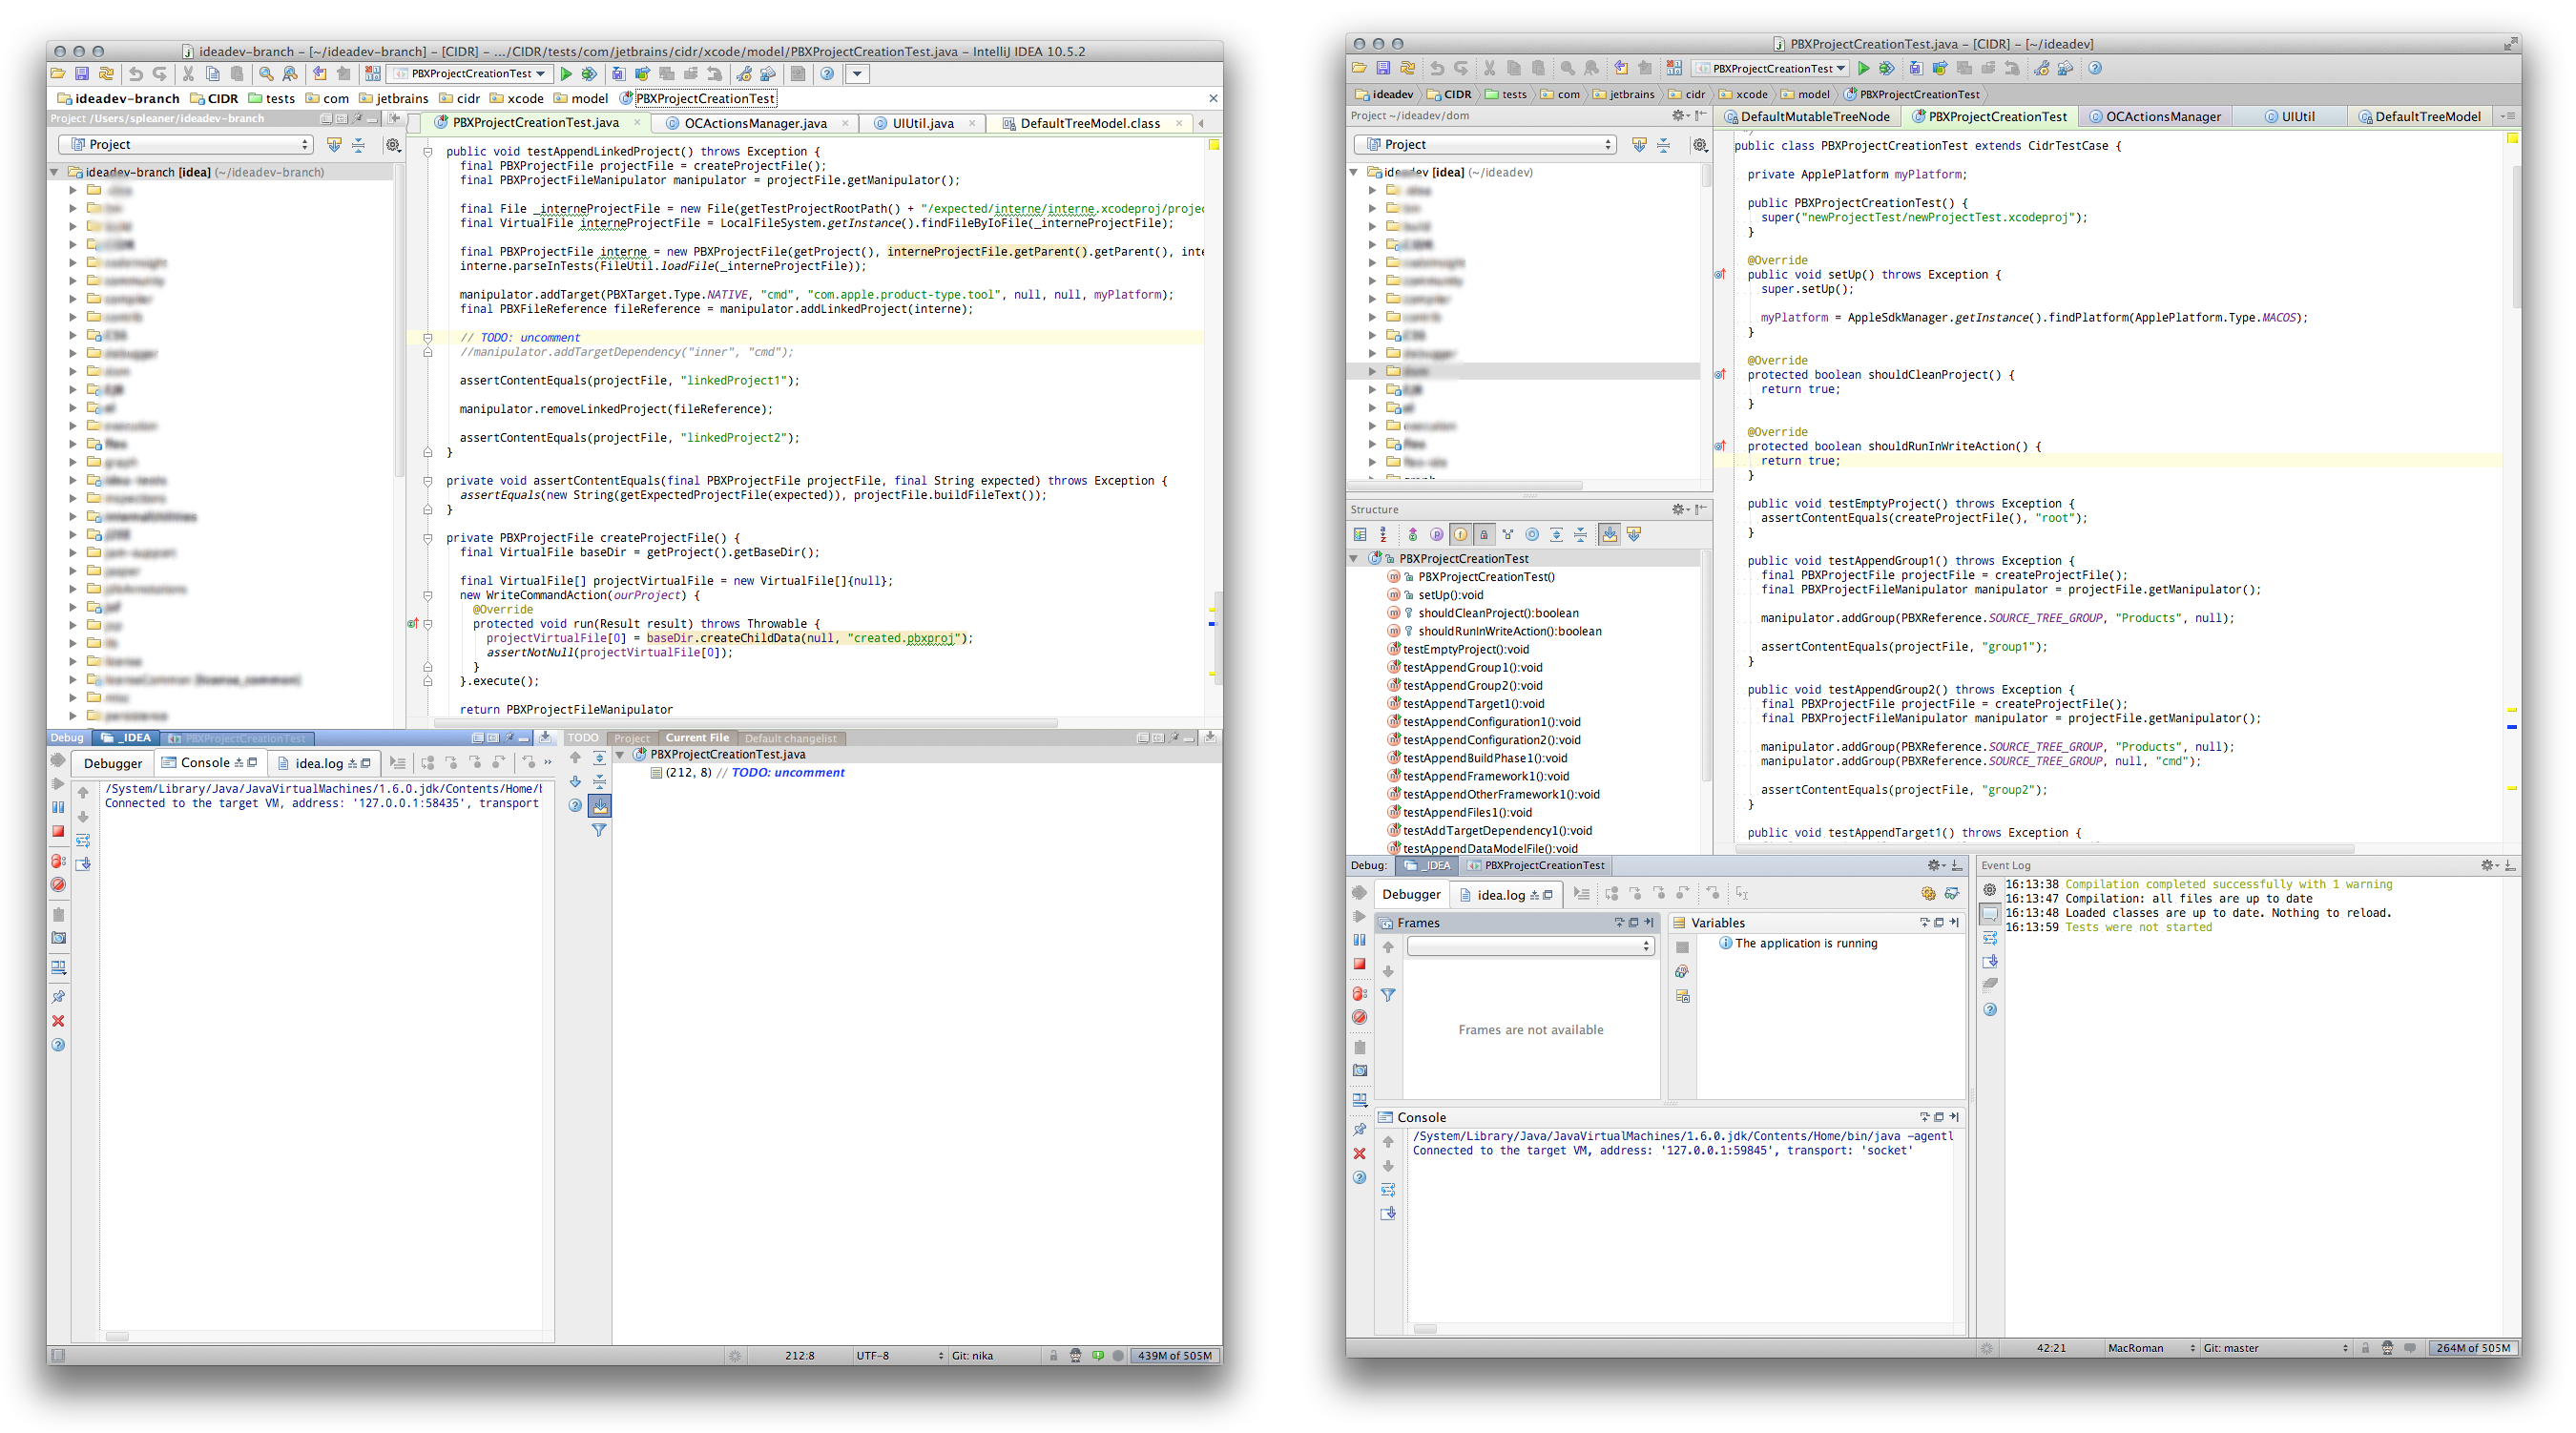 ideadev-branch – [~/ideadev-branch] – [CIDR] – .../CIDR/tests/com/jetbrains/cidr/xcode/model/PBXProjectCreationTest.java – IntelliJ IDEA 10.5.2
PBXProjectCreationTest
ideadev-branch CIDR tests com jetbrains cidr xcode model PBXProjectCreationTest
Project /Users/spleaner/ideadev-branch
PBXProjectCreationTest.java OCActionsManager.java UIUtil.java DefaultTreeModel.class
Project
ideadev-branch [idea] (~/ideadev-branch)
public void testAppendLinkedProject() throws Exception {
final PBXProjectFile projectFile = createProjectFile();
final PBXProjectFileManipulator manipulator = projectFile.getManipulator();
final File _interneProjectFile = new File(getTestProjectRootPath() + "/expected/interne/interne.xcodeproj/projec
final VirtualFile interneProjectFile = LocalFileSystem.getInstance().findFileByIoFile(_interneProjectFile);
final PBXProjectFile interne = new PBXProjectFile(getProject(), interneProjectFile.getParent().getParent(), inte
interne.parseInTests(FileUtil.loadFile(_interneProjectFile));
manipulator.addTarget(PBXTarget.Type.NATIVE, "cmd", "com.apple.product-type.tool", null, null, myPlatform);
final PBXFileReference fileReference = manipulator.addLinkedProject(interne);
// TODO: uncomment
//manipulator.addTargetDependency("inner", "cmd");
assertContentEquals(projectFile, "linkedProject1");
manipulator.removeLinkedProject(fileReference);
assertContentEquals(projectFile, "linkedProject2");
}
private void assertContentEquals(final PBXProjectFile projectFile, final String expected) throws Exception {
assertEquals(new String(getExpectedProjectFile(expected)), projectFile.buildFileText());
}
private PBXProjectFile createProjectFile() {
final VirtualFile baseDir = getProject().getBaseDir();
final VirtualFile[] projectVirtualFile = new VirtualFile[]{null};
new WriteCommandAction(ourProject) {
@Override
protected void run(Result result) throws Throwable {
projectVirtualFile[0] = baseDir.createChildData(null, "created.pbxproj");
assertNotNull(projectVirtualFile[0]);
}
}.execute();
return PBXProjectFileManipulator
Debug _IDEA PBXProjectCreationTest
TODO Project Current File Default changelist
Debugger Console idea.log
PBXProjectCreationTest.java
(212, 8) // TODO: uncomment
/System/Library/Java/JavaVirtualMachines/1.6.0.jdk/Contents/Home/b
Connected to the target VM, address: '127.0.0.1:58435', transport
212:8 UTF-8 Git: nika 439M of 505M
PBXProjectCreationTest.java – [CIDR] – [~/ideadev]
PBXProjectCreationTest
ideadev CIDR tests com jetbrains cidr xcode model PBXProjectCreationTest
Project ~/ideadev/dom
DefaultMutableTreeNode PBXProjectCreationTest OCActionsManager UIUtil DefaultTreeModel
Project
ideadev [idea] (~/ideadev)
*/
public class PBXProjectCreationTest extends CidrTestCase {
private ApplePlatform myPlatform;
public PBXProjectCreationTest() {
super("newProjectTest/newProjectTest.xcodeproj");
}
@Override
public void setUp() throws Exception {
super.setUp();
myPlatform = AppleSdkManager.getInstance().findPlatform(ApplePlatform.Type.MACOS);
}
@Override
protected boolean shouldCleanProject() {
return true;
}
@Override
protected boolean shouldRunInWriteAction() {
return true;
}
public void testEmptyProject() throws Exception {
assertContentEquals(createProjectFile(), "root");
}
public void testAppendGroup1() throws Exception {
final PBXProjectFile projectFile = createProjectFile();
final PBXProjectFileManipulator manipulator = projectFile.getManipulator();
manipulator.addGroup(PBXReference.SOURCE_TREE_GROUP, "Products", null);
assertContentEquals(projectFile, "group1");
}
public void testAppendGroup2() throws Exception {
final PBXProjectFile projectFile = createProjectFile();
final PBXProjectFileManipulator manipulator = projectFile.getManipulator();
manipulator.addGroup(PBXReference.SOURCE_TREE_GROUP, "Products", null);
manipulator.addGroup(PBXReference.SOURCE_TREE_GROUP, null, "cmd");
assertContentEquals(projectFile, "group2");
}
public void testAppendTarget1() throws Exception {
Structure
PBXProjectCreationTest
PBXProjectCreationTest()
setUp():void
shouldCleanProject():boolean
shouldRunInWriteAction():boolean
testEmptyProject():void
testAppendGroup1():void
testAppendGroup2():void
testAppendTarget1():void
testAppendConfiguration1():void
testAppendConfiguration2():void
testAppendBuildPhase1():void
testAppendFramework1():void
testAppendOtherFramework1():void
testAppendFiles1():void
testAddTargetDependency1():void
testAppendDataModelFile():void
Debug: _IDEA PBXProjectCreationTest
Debugger idea.log
Frames
Variables
The application is running
Frames are not available
Console
/System/Library/Java/JavaVirtualMachines/1.6.0.jdk/Contents/Home/bin/java -agentl
Connected to the target VM, address: '127.0.0.1:59845', transport: 'socket'
Event Log
16:13:38 Compilation completed successfully with 1 warning
16:13:47 Compilation: all files are up to date
16:13:48 Loaded classes are up to date. Nothing to reload.
16:13:59 Tests were not started
42:21 MacRoman Git: master 264M of 505M